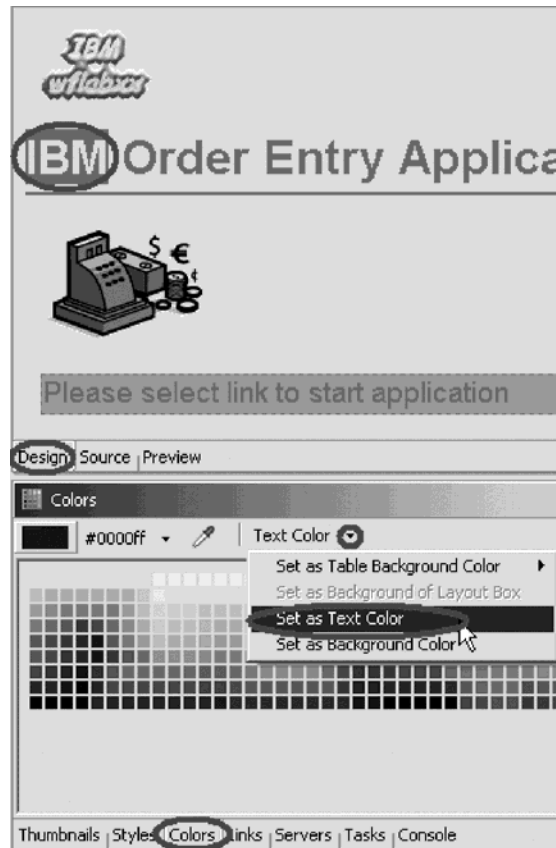 IBM
wflabxx
IBM Order Entry Applica
$ € ¢
Please select link to start application
Design Source Preview
Colors
#0000ff Text Color
Set as Table Background Color
Set as Background of Layout Box
Set as Text Color
Set as Background Color
Thumbnails Styles Colors Links Servers Tasks Console